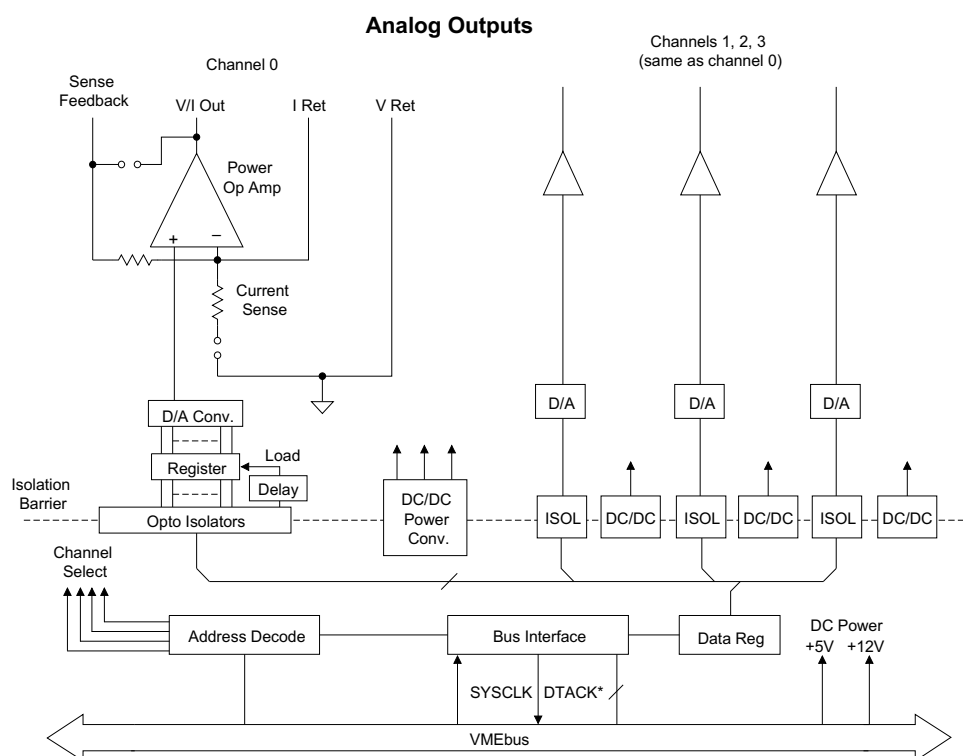 Analog Outputs
Channel 0
Channels 1, 2, 3
(same as channel 0)
Sense
Feedback
V/I Out
I Ret
V Ret
Power
Op Amp
+
−
Current
Sense
D/A Conv.
D/A
D/A
D/A
Register
Load
Delay
Isolation
Barrier
Opto Isolators
DC/DC
Power
Conv.
ISOL
DC/DC
ISOL
DC/DC
ISOL
DC/DC
Channel
Select
Address Decode
Bus Interface
Data Reg
DC Power
+5V
+12V
SYSCLK
DTACK*
VMEbus